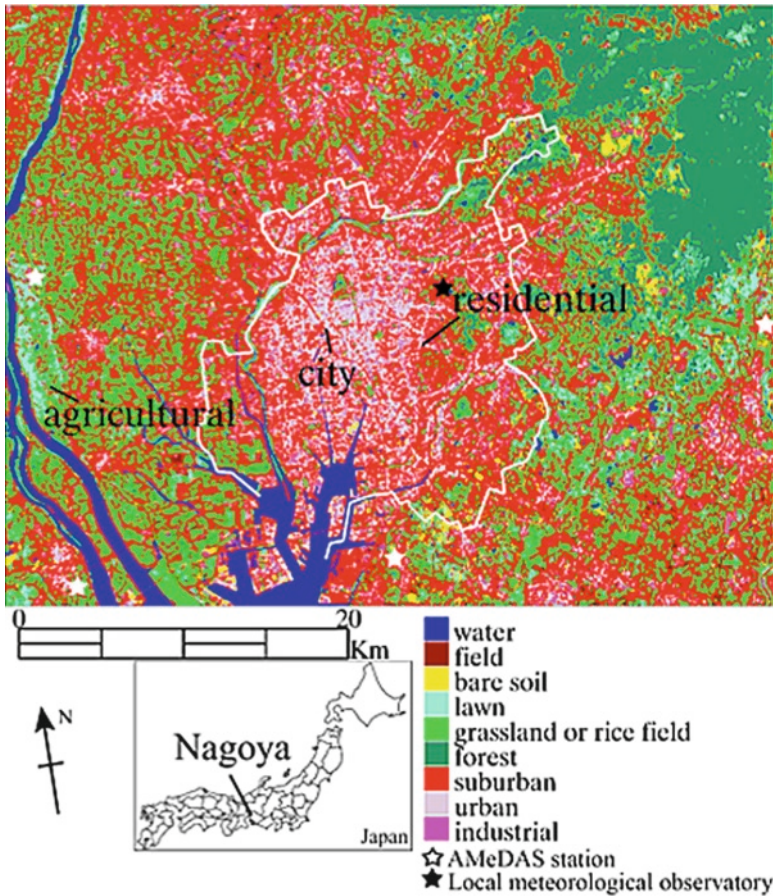 residential
city
agricultural
0 20
Km
N
Nagoya
Japan
water
field
bare soil
lawn
grassland or rice field
forest
suburban
urban
industrial
AMeDAS station
Local meteorological observatory